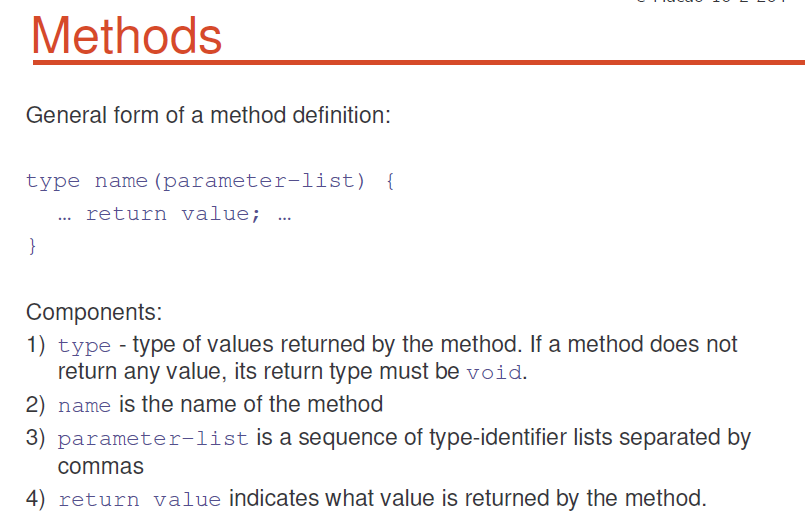 Methods
General form of a method definition:
type name(parameter-list) {
… return value; …
}
Components:
1) type - type of values returned by the method. If a method does not
return any value, its return type must be void.
2) name is the name of the method
3) parameter-list is a sequence of type-identifier lists separated by
commas
4) return value indicates what value is returned by the method.